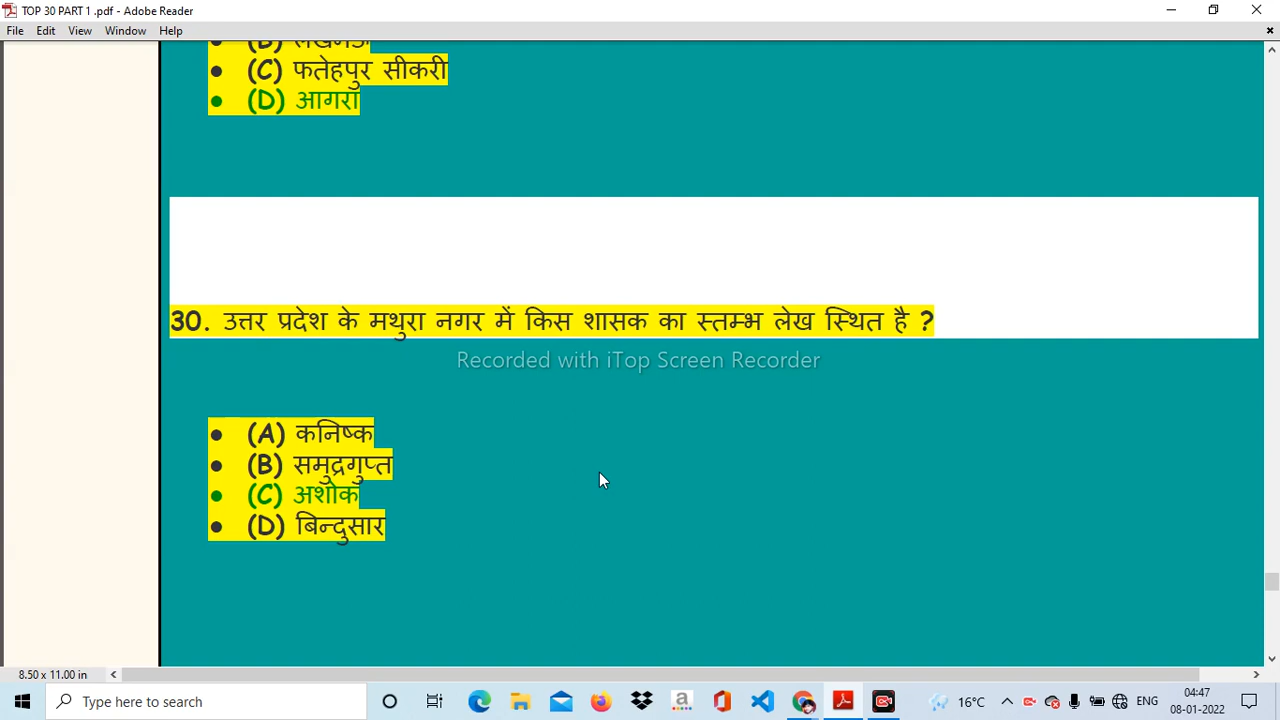 TOP 30 PART 1 .pdf - Adobe Reader
File Edit View Window Help
(B) लखनऊ
(C) फतेहपुर सीकरी
(D) आगरा
30. उत्तर प्रदेश के मथुरा नगर में किस शासक का स्तम्भ लेख स्थित है ?
Recorded with iTop Screen Recorder
(A) कनिष्क
(B) समुद्रगुप्त
(C) अशोक
(D) बिन्दुसार
8.50 x 11.00 in
Type here to search
16°C
ENG
04:47
08-01-2022